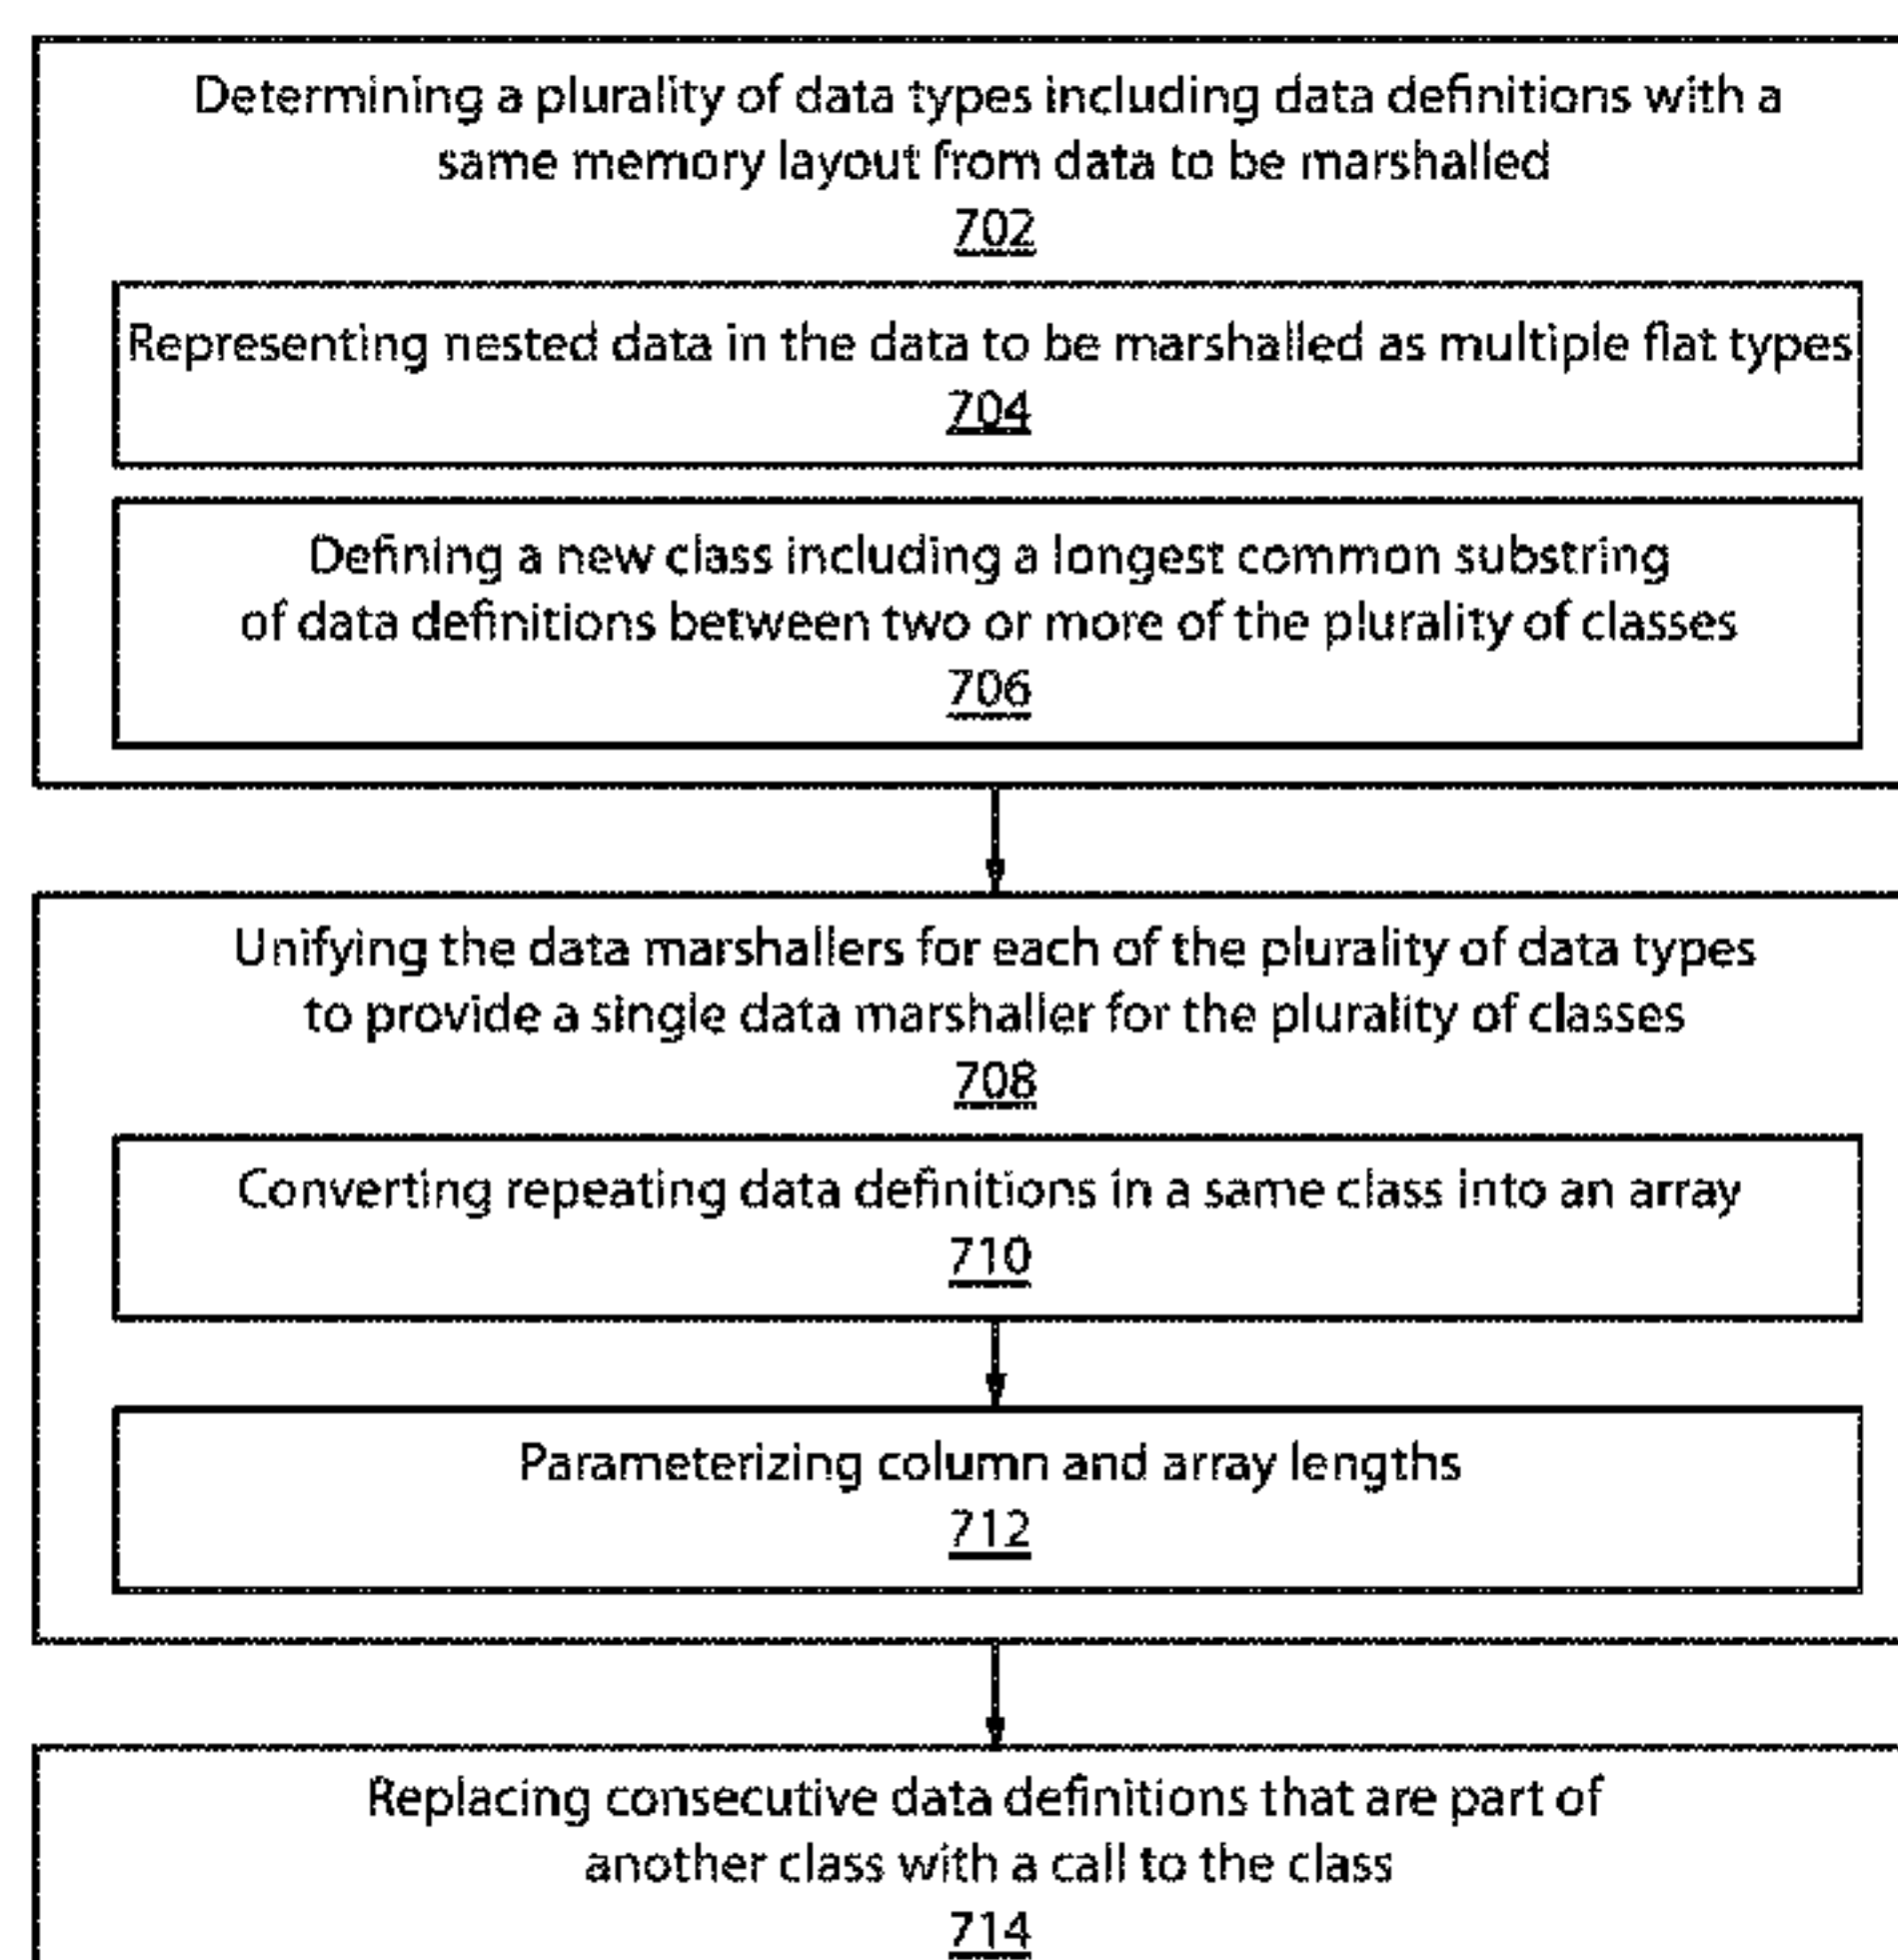 Determining a plurality of data types including data definitions with a
same memory layout from data to be marshalled
702
Representing nested data in the data to be marshalled as multiple flat types
704
Defining a new class including a longest common substring
of data definitions between two or more of the plurality of classes
706
Unifying the data marshallers for each of the plurality of data types
to provide a single data marshaller for the plurality of classes
708
Converting repeating data definitions in a same class into an array
710
Parameterizing column and array lengths
712
Replacing consecutive data definitions that are part of
another class with a call to the class
714